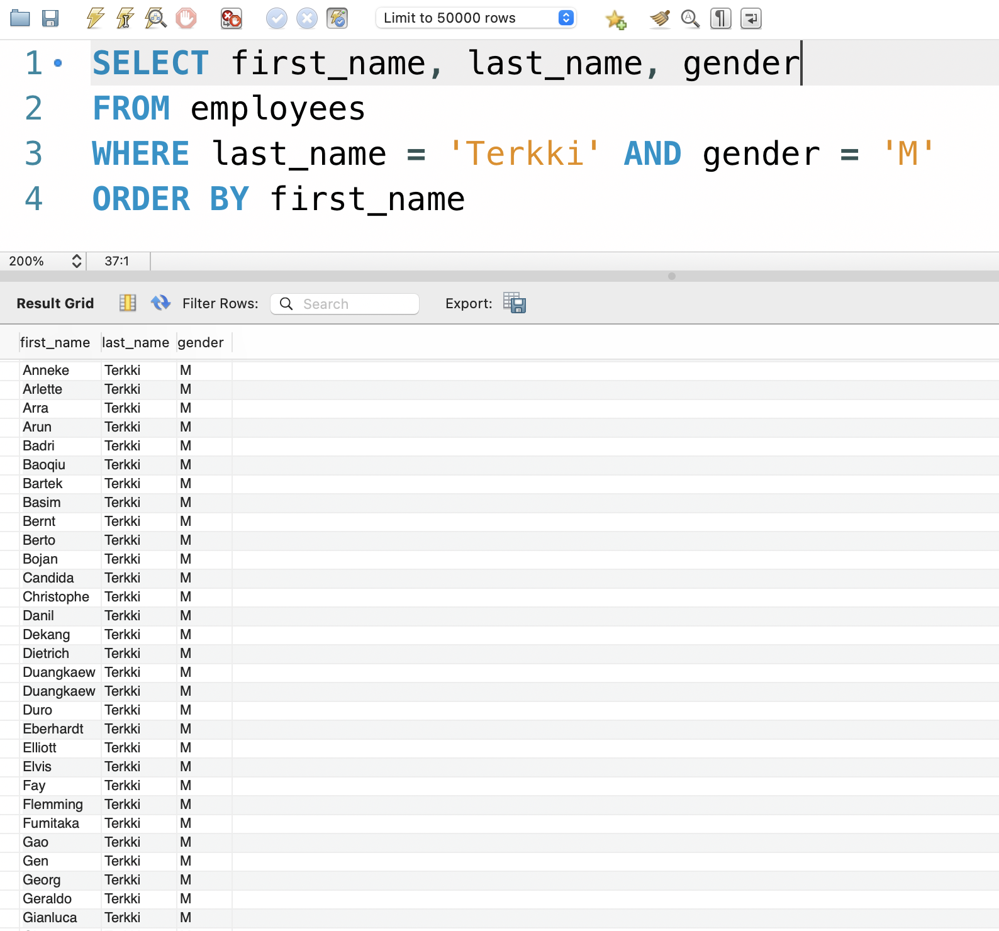 Limit to 50000 rows
1 SELECT first_name, last_name, gender
2 FROM employees
3 WHERE last_name = 'Terkki' AND gender = 'M'
4 ORDER BY first_name
200% 37:1
Result Grid Filter Rows: Search Export:
first_name last_name gender
Anneke Terkki M
Arlette Terkki M
Arra Terkki M
Arun Terkki M
Badri Terkki M
Baoqiu Terkki M
Bartek Terkki M
Basim Terkki M
Bernt Terkki M
Berto Terkki M
Bojan Terkki M
Candida Terkki M
Christophe Terkki M
Danil Terkki M
Dekang Terkki M
Dietrich Terkki M
Duangkaew Terkki M
Duangkaew Terkki M
Duro Terkki M
Eberhardt Terkki M
Elliott Terkki M
Elvis Terkki M
Fay Terkki M
Flemming Terkki M
Fumitaka Terkki M
Gao Terkki M
Gen Terkki M
Georg Terkki M
Geraldo Terkki M
Gianluca Terkki M